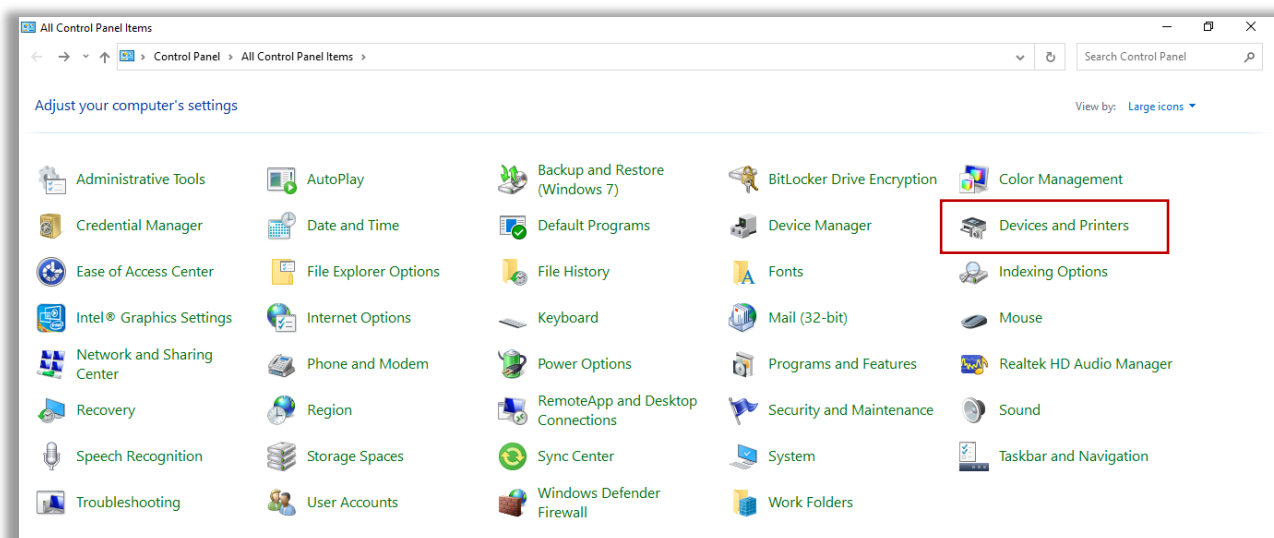 All Control Panel Items
Control Panel > All Control Panel Items >
Search Control Panel
Adjust your computer's settings
View by: Large icons
Administrative Tools
AutoPlay
Backup and Restore
(Windows 7)
BitLocker Drive Encryption
Color Management
Credential Manager
Date and Time
Default Programs
Device Manager
Devices and Printers
Ease of Access Center
File Explorer Options
File History
Fonts
Indexing Options
Intel® Graphics Settings
Internet Options
Keyboard
Mail (32-bit)
Mouse
Network and Sharing
Center
Phone and Modem
Power Options
Programs and Features
Realtek HD Audio Manager
Recovery
Region
RemoteApp and Desktop
Connections
Security and Maintenance
Sound
Speech Recognition
Storage Spaces
Sync Center
System
Taskbar and Navigation
Troubleshooting
User Accounts
Windows Defender
Firewall
Work Folders